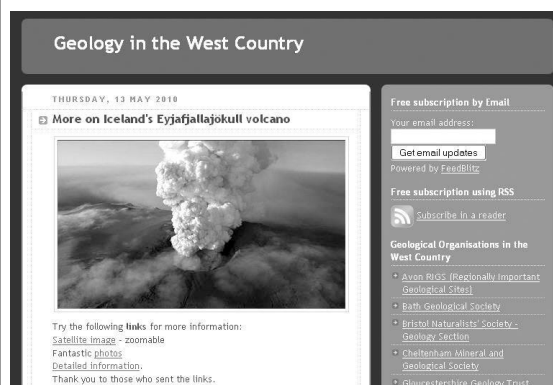 Geology in the West Country
THURSDAY, 13 MAY 2010
More on Iceland's Eyjafjallajökull volcano
Try the following links for more information:
Satellite image - zoomable
Fantastic photos
Detailed information.
Thank you to those who sent the links.
Free subscription by Email
Your email address:
Get email updates
Powered by FeedBlitz
Free subscription using RSS
Subscribe in a reader
Geological Organisations in the
West Country
Avon RIGS (Regionally Important
Geological Sites)
Bath Geological Society
Bristol Naturalists' Society -
Geology Section
Cheltenham Mineral and
Geological Society
Gloucestershire Geology Trust